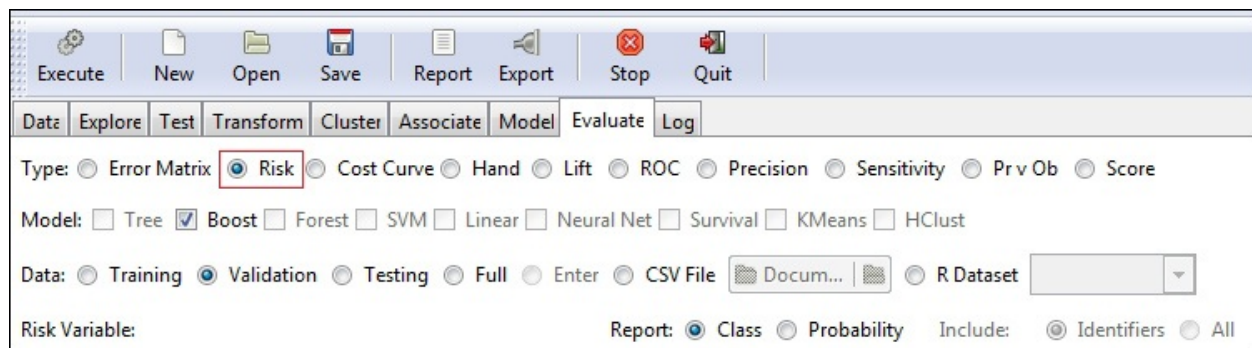 Execute New Open Save Report Export Stop Quit
Data Explore Test Transform Cluster Associate Model Evaluate Log
Type: Error Matrix Risk Cost Curve Hand Lift ROC Precision Sensitivity Pr v Ob Score
Model: Tree Boost Forest SVM Linear Neural Net Survival KMeans HClust
Data: Training Validation Testing Full Enter CSV File Docum... R Dataset
Risk Variable: Report: Class Probability Include: Identifiers All